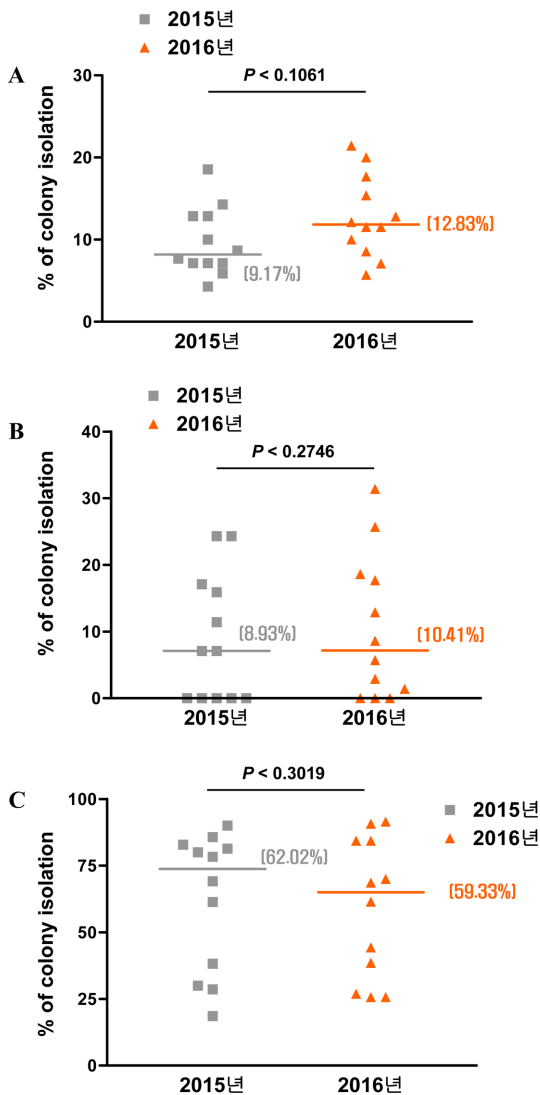 2015년
2016년
A
P < 0.1061
% of colony isolation
30
20
10
0
(12.83%)
(9.17%)
2015년
2016년
2015년
2016년
B
P < 0.2746
% of colony isolation
40
30
20
10
0
(8.93%)
(10.41%)
2015년
2016년
C
P < 0.3019
2015년
2016년
% of colony isolation
100
75
50
25
0
(62.02%)
(59.33%)
2015년
2016년